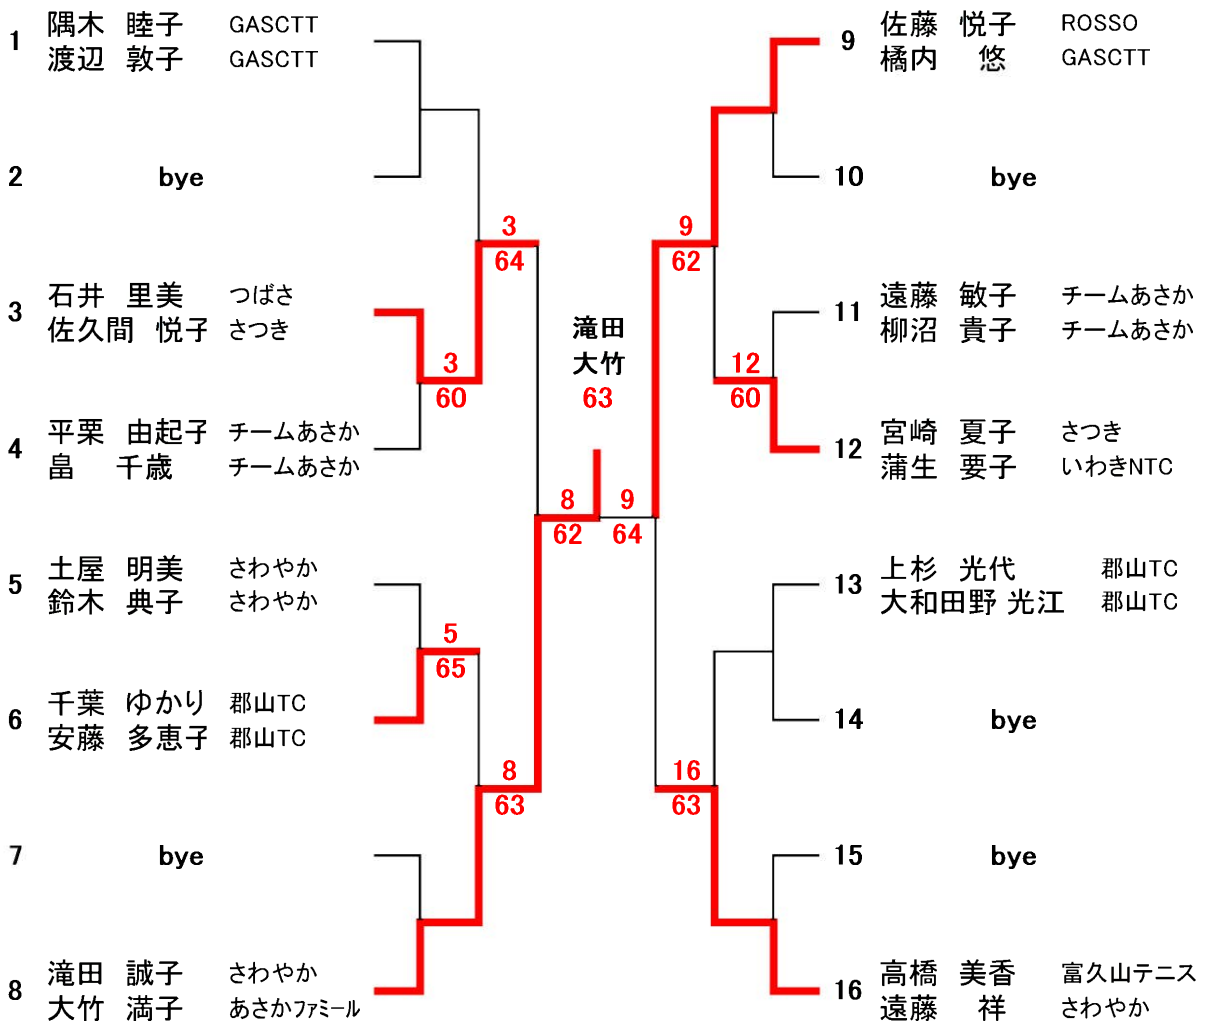 1 隅木 睦子 GASCTT
渡辺 敦子 GASCTT
2 bye
3 石井 里美 つばさ
佐久間 悦子 さつき
4 平栗 由起子 チームあさか
畠 千歳 チームあさか
5 土屋 明美 さわやか
鈴木 典子 さわやか
6 千葉 ゆかり 郡山TC
安藤 多恵子 郡山TC
7 bye
8 滝田 誠子 さわやか
大竹 満子 あさかファミール
3
64
3
60
5
65
8
63
8
62
滝田
大竹
63
9
64
9
62
12
60
16
63
9 佐藤 悦子 ROSSO
橘内 悠 GASCTT
10 bye
11 遠藤 敏子 チームあさか
柳沼 貴子 チームあさか
12 宮崎 夏子 さつき
蒲生 要子 いわきNTC
13 上杉 光代 郡山TC
大和田野 光江 郡山TC
14 bye
15 bye
16 高橋 美香 富久山テニス
遠藤 祥 さわやか